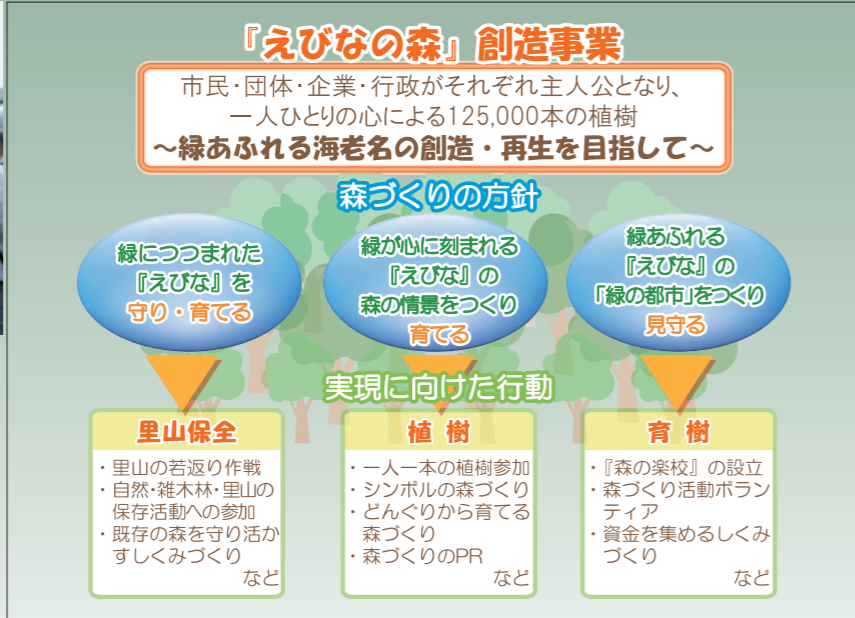 『えびなの森』創造事業
市民・団体・企業・行政がそれぞれ主人公となり、
一人ひとりの心による125,000本の植樹
～緑あふれる海老名の創造・再生を目指して～
森づくりの方針
緑につつまれた
『えびな』を
守り・育てる
緑が心に刻まれる
『えびな』の
森の情景をつくり
育てる
緑あふれる
『えびな』の
「緑の都市」をつくり
見守る
実現に向けた行動
里山保全
・里山の若返り作戦
・自然・雑木林・里山の
保存活動への参加
・既存の森を守り活か
すしくみづくり
など
植樹
・一人一本の植樹参加
・シンボルの森づくり
・どんぐりから育てる
森づくり
・森づくりのPR
など
育樹
・『森の楽校』の設立
・森づくり活動ボラン
ティア
・資金を集めるしくみ
づくり
など